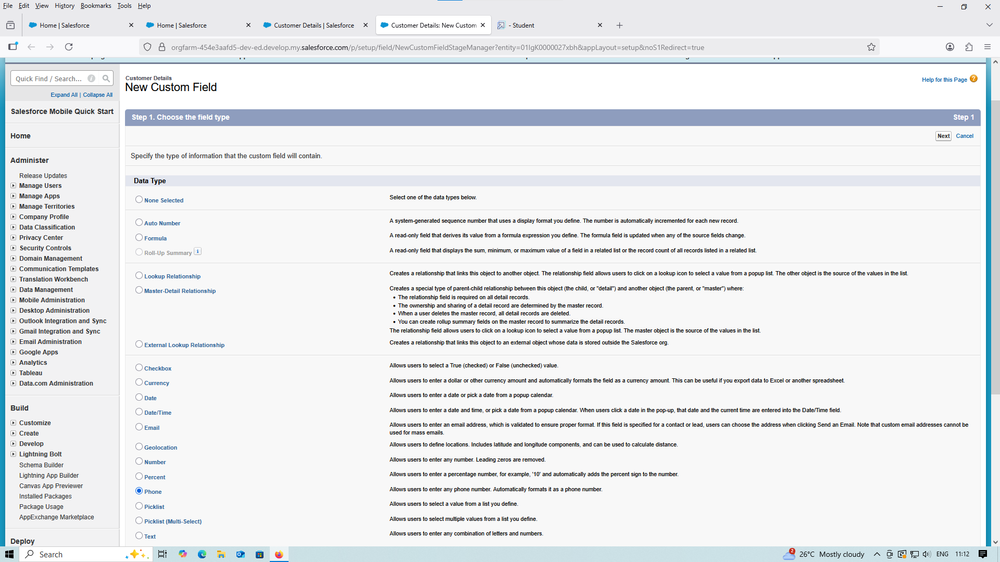 File Edit View History Bookmarks Tools Help
Home | Salesforce
Home | Salesforce
Customer Details | Salesforce
Customer Details: New Custom
- Student
orgfarm-454e3aafd5-dev-ed.develop.my.salesforce.com/p/setup/field/NewCustomFieldStageManager?entity=01IgK0000027xbh&appLayout=setup&noS1Redirect=true
Quick Find / Search...
Expand All | Collapse All
Salesforce Mobile Quick Start
Home
Administer
Release Updates
Manage Users
Manage Apps
Manage Territories
Company Profile
Data Classification
Privacy Center
Security Controls
Domain Management
Communication Templates
Translation Workbench
Data Management
Mobile Administration
Desktop Administration
Outlook Integration and Sync
Gmail Integration and Sync
Email Administration
Google Apps
Analytics
Tableau
Data.com Administration
Build
Customize
Create
Develop
Lightning Bolt
Schema Builder
Lightning App Builder
Canvas App Previewer
Installed Packages
Package Usage
AppExchange Marketplace
Deploy
Customer Details
New Custom Field
Help for this Page ?
Step 1. Choose the field type
Step 1
Next Cancel
Specify the type of information that the custom field will contain.
Data Type
None Selected
Select one of the data types below.
Auto Number
A system-generated sequence number that uses a display format you define. The number is automatically incremented for each new record.
Formula
A read-only field that derives its value from a formula expression you define. The formula field is updated when any of the source fields change.
Roll-Up Summary i
A read-only field that displays the sum, minimum, or maximum value of a field in a related list or the record count of all records listed in a related list.
Lookup Relationship
Creates a relationship that links this object to another object. The relationship field allows users to click on a lookup icon to select a value from a popup list. The other object is the source of the values in the list.
Master-Detail Relationship
Creates a special type of parent-child relationship between this object (the child, or "detail") and another object (the parent, or "master") where:
• The relationship field is required on all detail records.
• The ownership and sharing of a detail record are determined by the master record.
• When a user deletes the master record, all detail records are deleted.
• You can create rollup summary fields on the master record to summarize the detail records.
The relationship field allows users to click on a lookup icon to select a value from a popup list. The master object is the source of the values in the list.
External Lookup Relationship
Creates a relationship that links this object to an external object whose data is stored outside the Salesforce org.
Checkbox
Allows users to select a True (checked) or False (unchecked) value.
Currency
Allows users to enter a dollar or other currency amount and automatically formats the field as a currency amount. This can be useful if you export data to Excel or another spreadsheet.
Date
Allows users to enter a date or pick a date from a popup calendar.
Date/Time
Allows users to enter a date and time, or pick a date from a popup calendar. When users click a date in the pop-up, that date and the current time are entered into the Date/Time field.
Email
Allows users to enter an email address, which is validated to ensure proper format. If this field is specified for a contact or lead, users can choose the address when clicking Send an Email. Note that custom email addresses cannot be
used for mass emails.
Geolocation
Allows users to define locations. Includes latitude and longitude components, and can be used to calculate distance.
Number
Allows users to enter any number. Leading zeros are removed.
Percent
Allows users to enter a percentage number, for example, '10' and automatically adds the percent sign to the number.
Phone
Allows users to enter any phone number. Automatically formats it as a phone number.
Picklist
Allows users to select a value from a list you define.
Picklist (Multi-Select)
Allows users to select multiple values from a list you define.
Text
Allows users to enter any combination of letters and numbers.
Search
2
26°C Mostly cloudy
ENG
11:12